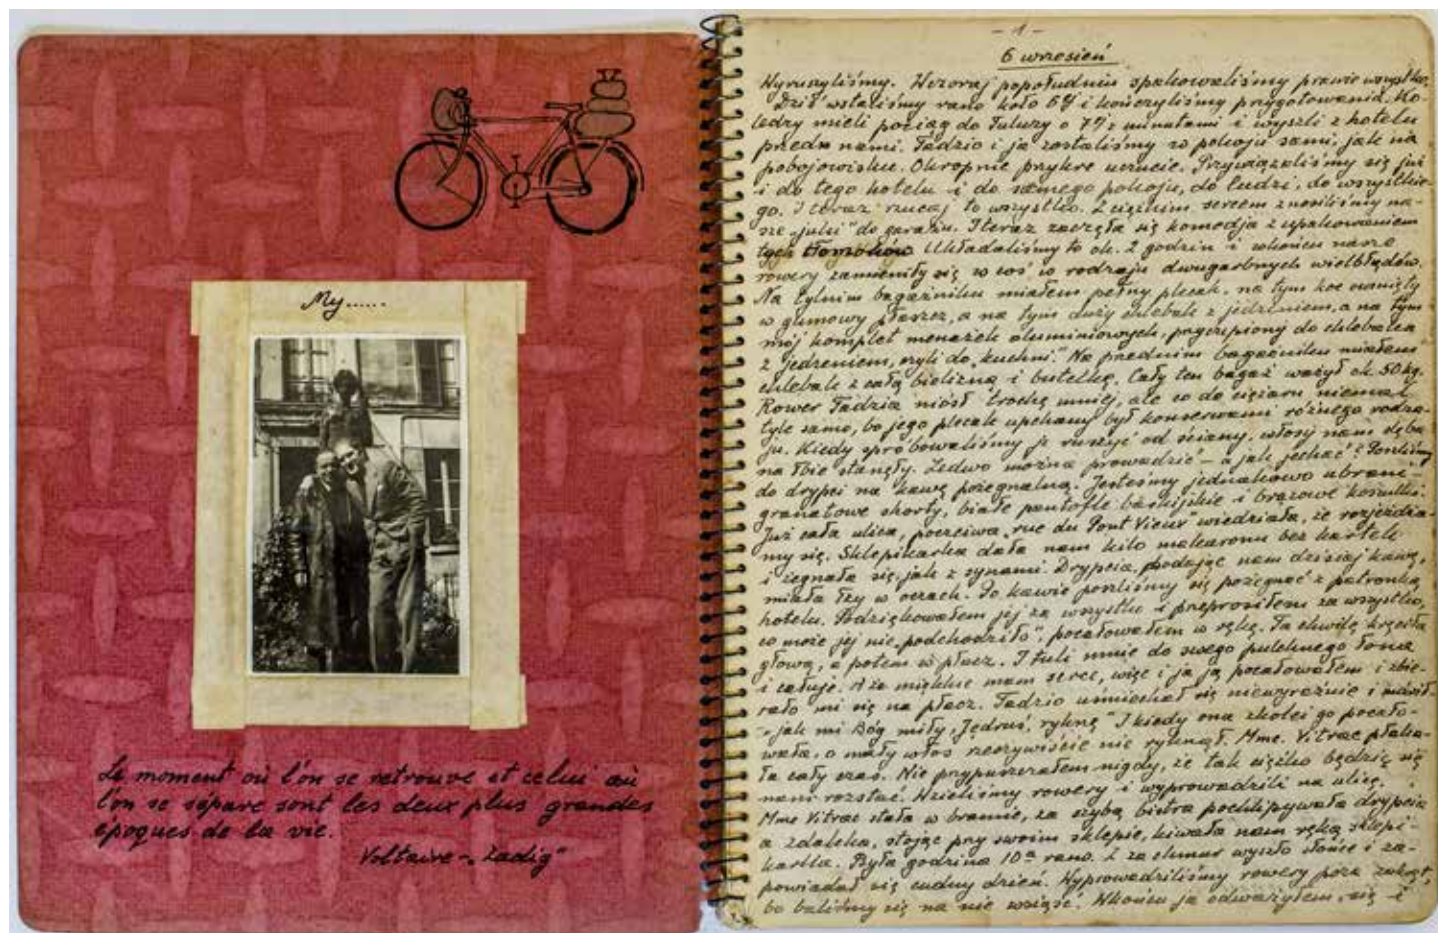 My......
Le moment où l'on se retrouve et celui où
l'on se sépare sont les deux plus grandes
époques de la vie.
Voltaire - „Zadig"
- 1 -
6 wrzesień
Wyruszyliśmy. Wczoraj popołudniu spakowaliśmy prawie wszystko.
Dziś wstaliśmy rano koło 6ej i kończyliśmy przygotowania. Ko-
ledzy mieli pociąg do Tuluzy o 7ej z minutami i wyszli z hotelu
przed nami. Tadzio i ja zostaliśmy w pokoju sami, jak na
pobojowisku. Okropnie przykre uczucie. Przywiązaliśmy się już
i do tego hotelu i do samego pokoju, do ludzi, do wszystkie-
go. I teraz rzucaj to wszystko. Z ciężkim sercem znosiliśmy na-
sze „julki" do garażu. I teraz zaczęła się komodja z upakowaniem
tych tłomoków. Układaliśmy to ok. 2 godzin i wkońcu nasze
rowery zamieniły się w coś w rodzaju dwugarbnych wielbłądów.
Na tylnim bagażniku miałem pełny plecak, na tym koc owinięty
w gumowy płaszcz, a na tym duży chlebak z jedzeniem, a na tym
mój komplet menażek aluminiowych, przyczepiony do chlebaka
z jedzeniem, czyli do „kuchni." Na przednim bagażniku miałem
chlebak z całą bielizną i butelkę. Cały ten bagaż ważył ok. 50 kg.
Rower Tadzia niósł trochę mniej, ale co do ciężaru niemal
tyle samo, bo jego plecak upchany był konserwami różnego rodza-
ju. Kiedy spróbowaliśmy je ruszyć od ściany, włosy nam dęba
na łbie stanęły. Ledwo można prowadzić - a jak jechać? Poszliśmy
do drypci na kawę pożegnalną. Jesteśmy jednakowo ubrani -
granatowe shorty, białe pantofle baskijskie i brązowe koszulki.
Już cała ulica, poczciwa „rue du Pont Vieux" wiedziała, że rozjeżdża-
my się. Sklepikarka dała nam kilo makaronu bez kartek
i żegnała się, jak z synami. Drypcia, podając nam dzisiaj kawę,
miała łzy w oczach. Po kawie poszliśmy się pożegnać z patronką
hotelu. Podziękowałem jej za wszystko i przeprosiłem za wszystko,
co może jej nie „podchodziło", pocałowałem w rękę. Ta chwilę kręciła
głową, a potem w płacz. I tuli mnie do swego pulchnego łona
i całuje. A że miękkie mam serce, więc i ja ją pocałowałem i zbie-
rało mi się na płacz. Tadzio uśmiechał się niewyraźnie i mówił
- „jak mi Bóg miły, Jędruś, ryknę" I kiedy ona zkolei go pocało-
wała, o mały włos rzeczywiście nie ryknął. Mme. Vitrac płaka-
ła cały czas. Nie przypuszczałem nigdy, że tak ciężko będzie się
nam rozstać. Wzieliśmy rowery i wyprowadzili na ulicę.
Mme Vitrac stała w bramie, za szybą bistra pochlipywała drypcia
a zdaleka, stojąc przy swoim sklepie, kiwała nam ręką sklepi-
karka. Była godzina 10ta rano. Z za chmur wyszło słońce i za-
powiadał się cudny dzień. Wyprowadziliśmy rowery poza zakręt,
bo baliśmy się na nie wsiąść. Wkońcu ja odważyłem się i